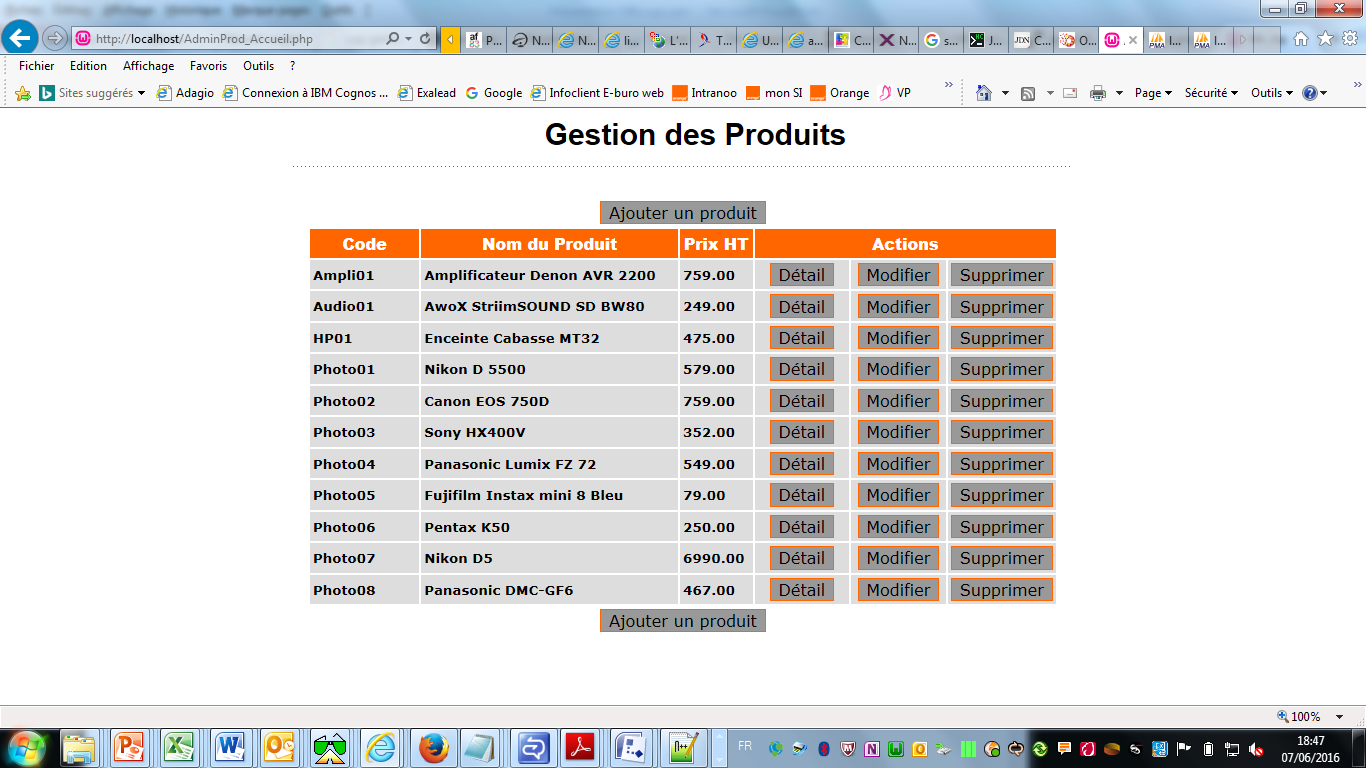 http://localhost/AdminProd_Accueil.php
P... N... N... li... L'... T... U... a... C... N... s... J... C... O... I... I...
Fichier Edition Affichage Favoris Outils ?
Sites suggérés Adagio Connexion à IBM Cognos ... Exalead Google Infoclient E-buro web Intranoo mon SI Orange VP
Page Sécurité Outils
Gestion des Produits
Ajouter un produit
Code Nom du Produit Prix HT Actions
Ampli01 Amplificateur Denon AVR 2200 759.00 Détail Modifier Supprimer
Audio01 AwoX StriimSOUND SD BW80 249.00 Détail Modifier Supprimer
HP01 Enceinte Cabasse MT32 475.00 Détail Modifier Supprimer
Photo01 Nikon D 5500 579.00 Détail Modifier Supprimer
Photo02 Canon EOS 750D 759.00 Détail Modifier Supprimer
Photo03 Sony HX400V 352.00 Détail Modifier Supprimer
Photo04 Panasonic Lumix FZ 72 549.00 Détail Modifier Supprimer
Photo05 Fujifilm Instax mini 8 Bleu 79.00 Détail Modifier Supprimer
Photo06 Pentax K50 250.00 Détail Modifier Supprimer
Photo07 Nikon D5 6990.00 Détail Modifier Supprimer
Photo08 Panasonic DMC-GF6 467.00 Détail Modifier Supprimer
Ajouter un produit
100%
FR
18:47
07/06/2016